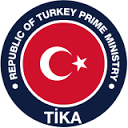 • REPUBLIC OF TURKEY PRIME MINISTRY •
TİKA